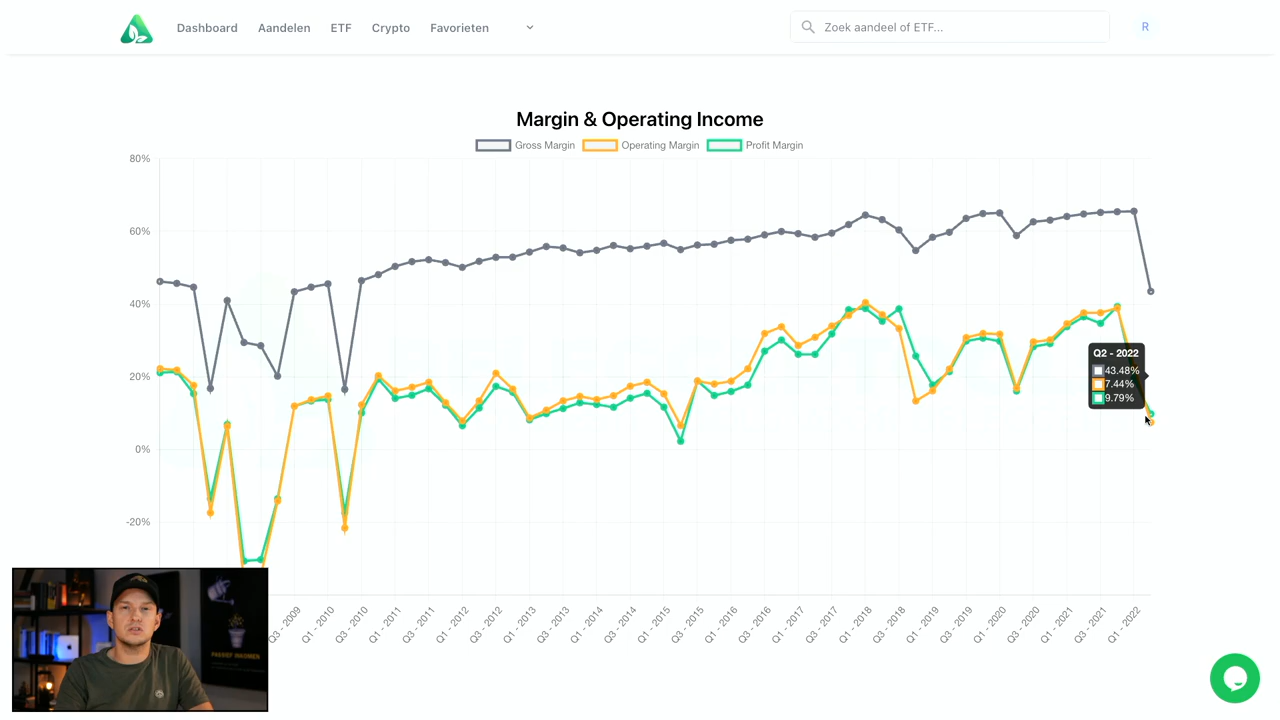 Dashboard Aandelen ETF Crypto Favorieten
Zoek aandeel of ETF...
R
Margin & Operating Income
Gross Margin Operating Margin Profit Margin
80%
60%
40%
20%
0%
-20%
Q2 - 2022
43.48%
7.44%
9.79%
Q3 - 2009
Q1 - 2010
Q3 - 2010
Q1 - 2011
Q3 - 2011
Q1 - 2012
Q3 - 2012
Q1 - 2013
Q3 - 2013
Q1 - 2014
Q3 - 2014
Q1 - 2015
Q3 - 2015
Q1 - 2016
Q3 - 2016
Q1 - 2017
Q3 - 2017
Q1 - 2018
Q3 - 2018
Q1 - 2019
Q3 - 2019
Q1 - 2020
Q3 - 2020
Q1 - 2021
Q3 - 2021
Q1 - 2022
PASSIEF INKOMEN